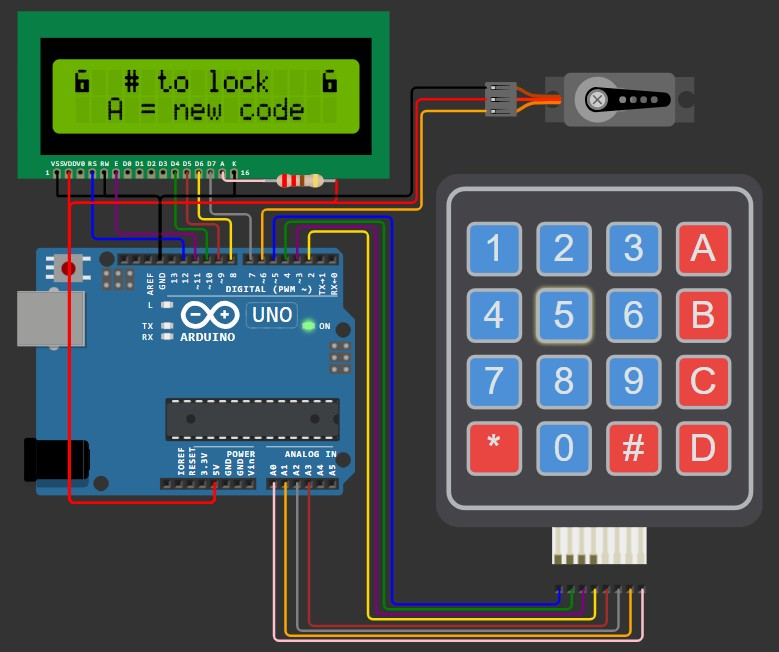 # to lock
A = new code
VSS VDD V0 RS RW E D0 D1 D2 D3 D4 D5 D6 D7 A K
1 16
AREF
GND
13
12
~11
~10
~9
8
7
~6
~5
4
~3
2
TX→1
RX←0
DIGITAL (PWM ~)
L
TX
RX
UNO
ON
ARDUINO
IOREF
RESET
3.3V
5V
GND
GND
Vin
POWER
ANALOG IN
A0
A1
A2
A3
A4
A5
1 2 3 A
4 5 6 B
7 8 9 C
* 0 # D